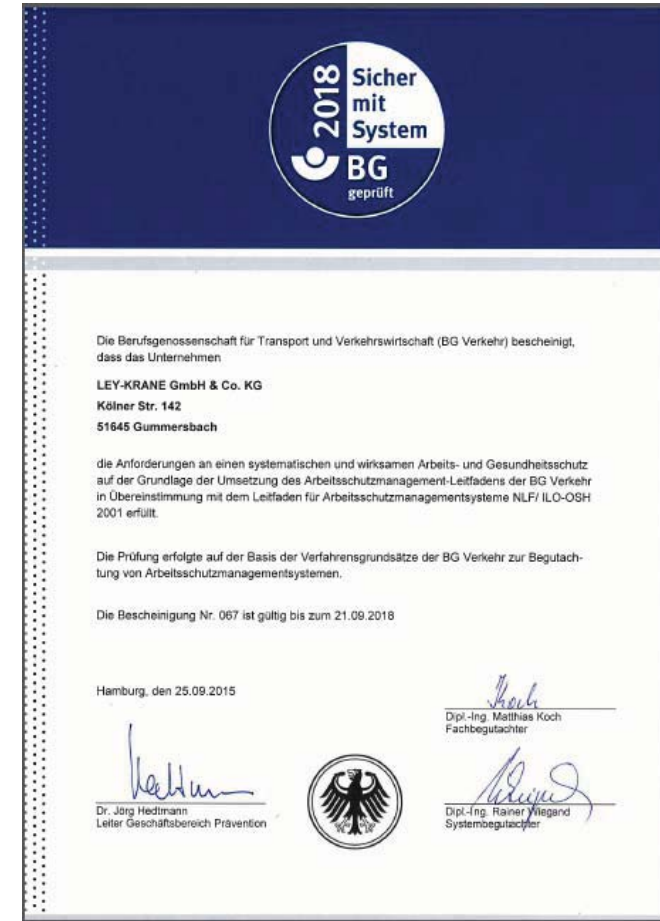 2018
Sicher
mit
System
BG
geprüft
Die Berufsgenossenschaft für Transport und Verkehrswirtschaft (BG Verkehr) bescheinigt,
dass das Unternehmen
LEY-KRANE GmbH & Co. KG
Kölner Str. 142
51645 Gummersbach
die Anforderungen an einen systematischen und wirksamen Arbeits- und Gesundheitsschutz
auf der Grundlage der Umsetzung des Arbeitsschutzmanagement-Leitfadens der BG Verkehr
in Übereinstimmung mit dem Leitfaden für Arbeitsschutzmanagementsysteme NLF/ ILO-OSH
2001 erfüllt.
Die Prüfung erfolgte auf der Basis der Verfahrensgrundsätze der BG Verkehr zur Begutach-
tung von Arbeitsschutzmanagementsystemen.
Die Bescheinigung Nr. 067 ist gültig bis zum 21.09.2018
Hamburg, den 25.09.2015
Koch
Dipl.-Ing. Matthias Koch
Fachbegutachter
Hedtmann
Dr. Jörg Hedtmann
Leiter Geschäftsbereich Prävention
Wiegand
Dipl.-Ing. Rainer Wiegand
Systembegutachter